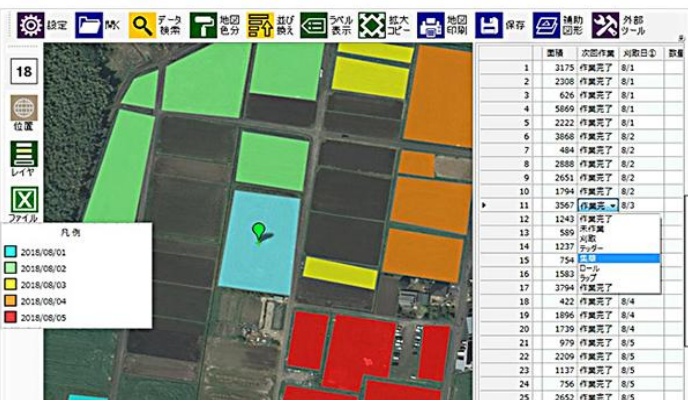 設定
開く
データ検索
地図色分
並び換え
ラベル表示
拡大コピー
地図印刷
保存
補助図形
外部ツール
18
位置
レイヤ
ファイル
凡例
2018/08/01
2018/08/02
2018/08/03
2018/08/04
2018/08/05
面積 次回作業 刈取日① 数量
1 3175 作業完了 8/1
2 2308 作業完了 8/1
3 626 作業完了 8/1
4 5869 作業完了 8/1
5 2222 作業完了 8/1
6 3868 作業完了 8/2
7 484 作業完了 8/2
8 2888 作業完了 8/2
9 2651 作業完了 8/2
10 1794 作業完了 8/2
11 3567 作業完 8/3
12 1243 作業完了
13 589 未作業
刈取
14 1237 テッダー
15 754 集草
16 1583 ロール
ラップ
17 3794 作業完了
18 422 作業完了 8/4
19 1896 作業完了 8/4
20 1739 作業完了 8/4
21 979 作業完了 8/5
22 2209 作業完了 8/5
23 1137 作業完了 8/5
24 756 作業完了 8/5
25 2652 作業完了 8/5